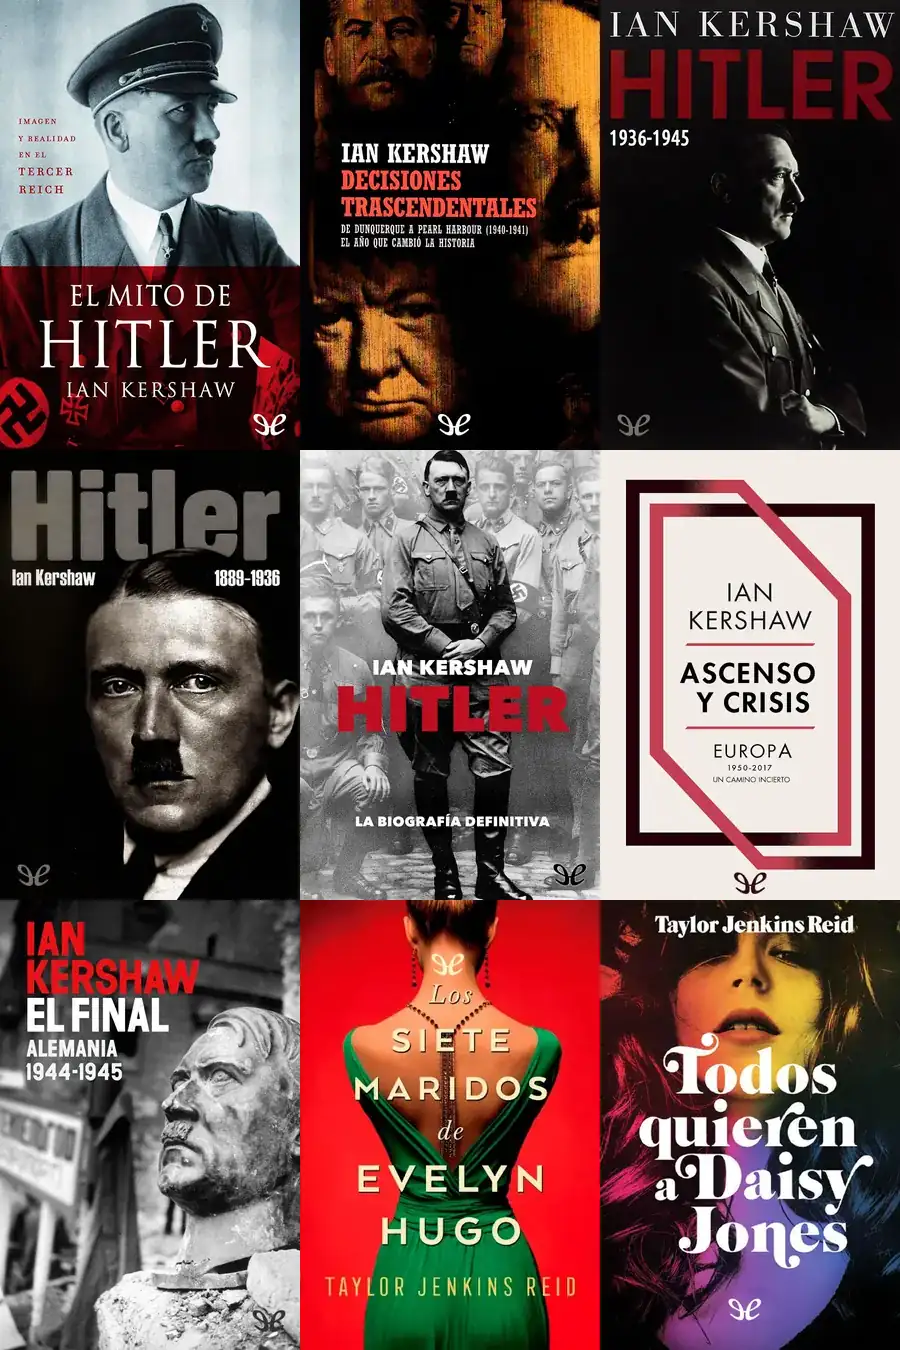 IMAGEN
Y REALIDAD
EN EL
TERCER
REICH
EL MITO DE
HITLER
IAN KERSHAW
IAN KERSHAW
DECISIONES
TRASCENDENTALES
DE DUNQUERQUE A PEARL HARBOUR (1940-1941)
EL AÑO QUE CAMBIÓ LA HISTORIA
IAN KERSHAW
HITLER
1936-1945
Hitler
Ian Kershaw 1889-1936
IAN KERSHAW
HITLER
LA BIOGRAFÍA DEFINITIVA
IAN
KERSHAW
ASCENSO
Y CRISIS
EUROPA
1950-2017
UN CAMINO INCIERTO
IAN
KERSHAW
EL FINAL
ALEMANIA
1944-1945
Los
SIETE
MARIDOS
de
EVELYN
HUGO
TAYLOR JENKINS REID
Taylor Jenkins Reid
Todos
quieren
a Daisy
Jones